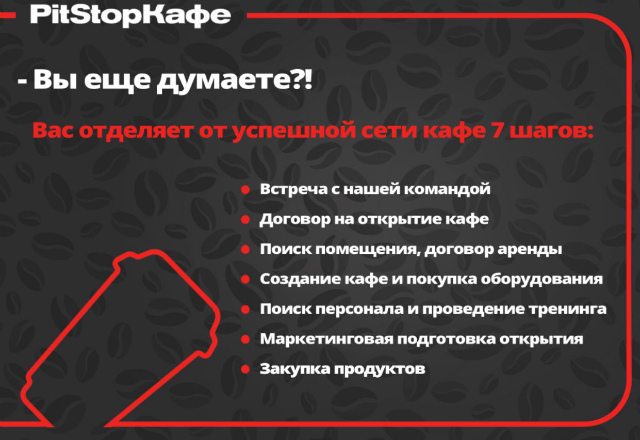 PitStopКафе
- Вы еще думаете?!
Вас отделяет от успешной сети кафе 7 шагов:
Встреча с нашей командой
Договор на открытие кафе
Поиск помещения, договор аренды
Создание кафе и покупка оборудования
Поиск персонала и проведение тренинга
Маркетинговая подготовка открытия
Закупка продуктов